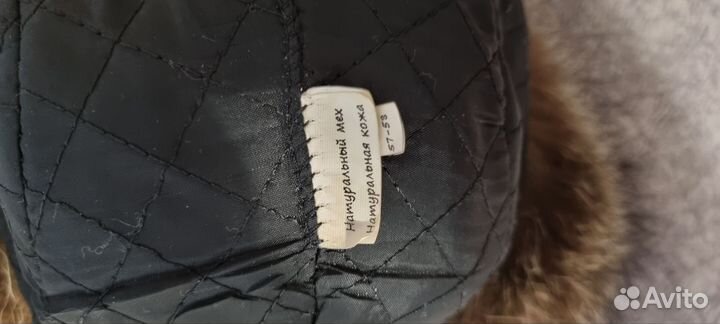 Натуральный мех
Натуральная кожа
57-58
Avito